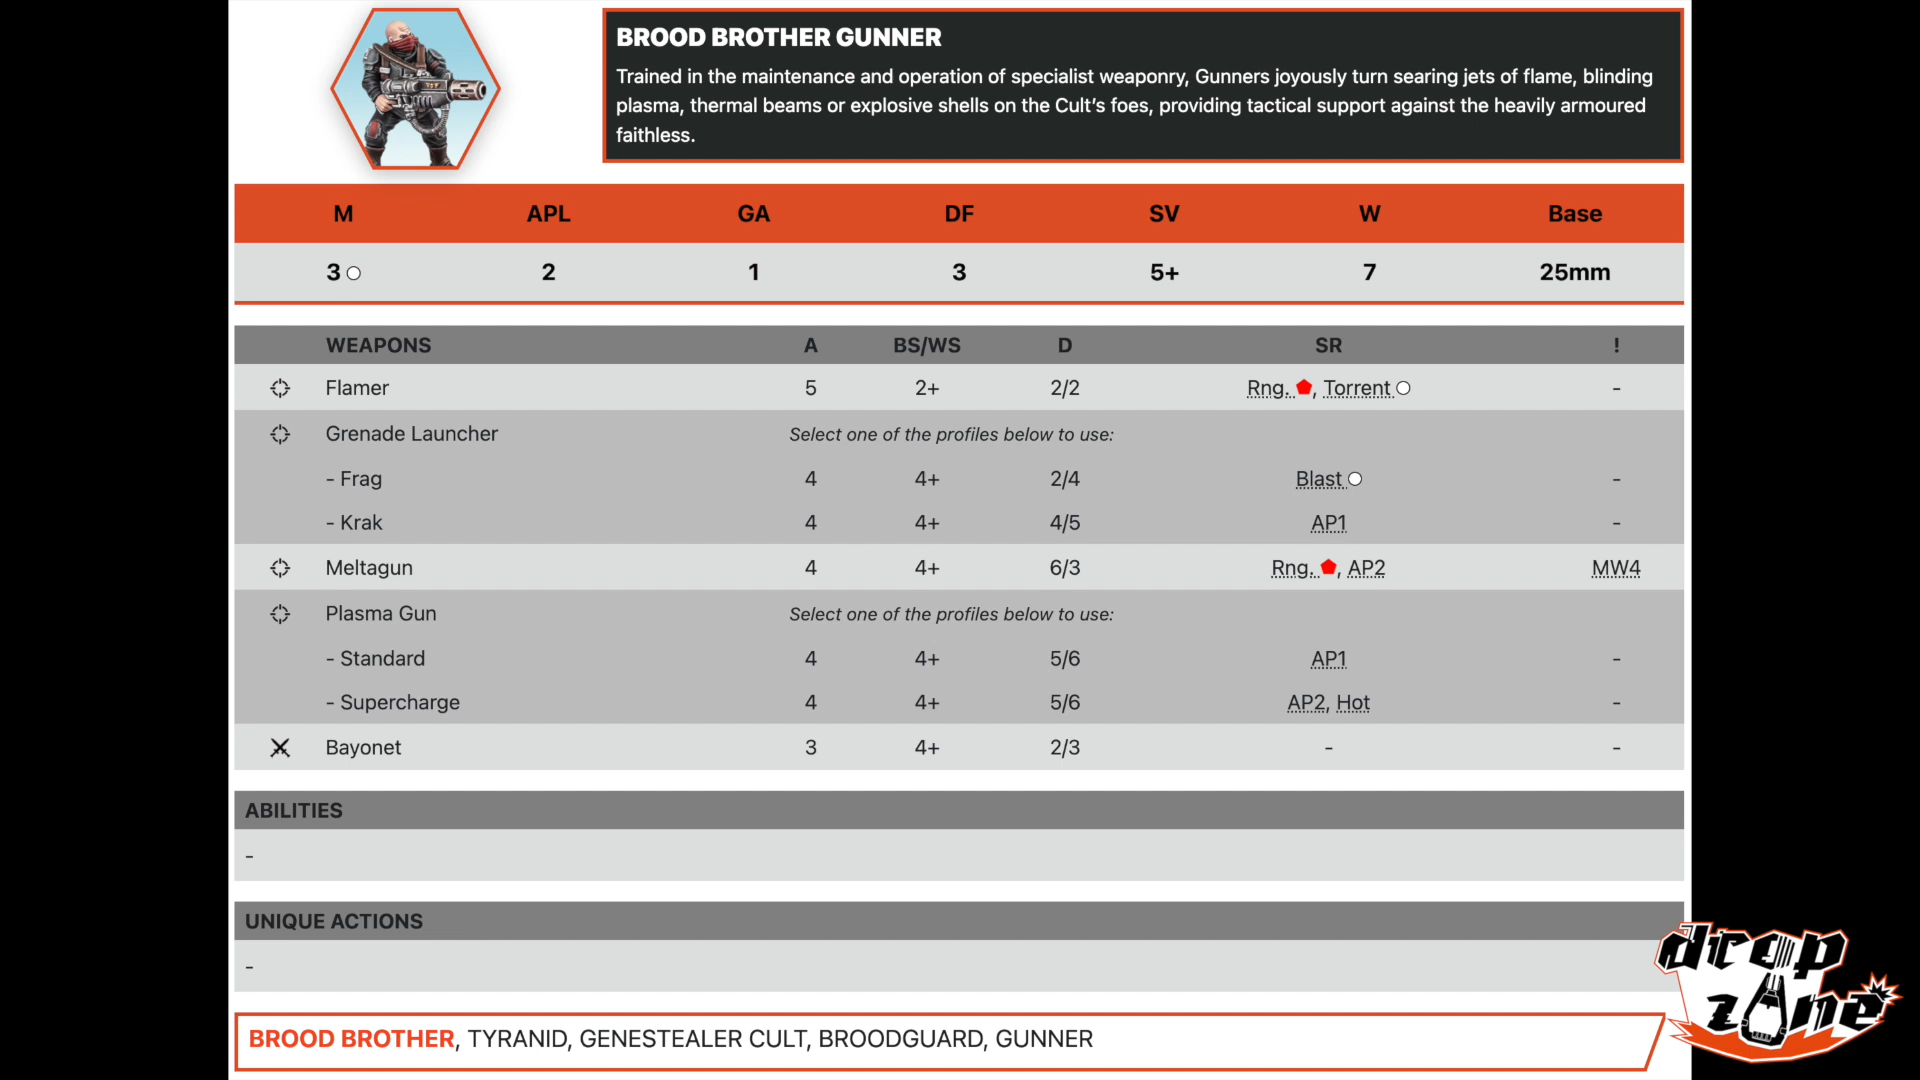 BROOD BROTHER GUNNER
Trained in the maintenance and operation of specialist weaponry, Gunners joyously turn searing jets of flame, blinding
plasma, thermal beams or explosive shells on the Cult's foes, providing tactical support against the heavily armoured
faithless.
M APL GA DF SV W Base
3 2 1 3 5+ 7 25mm
WEAPONS A BS/WS D SR !
Flamer 5 2+ 2/2 Rng. , Torrent -
Grenade Launcher Select one of the profiles below to use:
- Frag 4 4+ 2/4 Blast -
- Krak 4 4+ 4/5 AP1 -
Meltagun 4 4+ 6/3 Rng. , AP2 MW4
Plasma Gun Select one of the profiles below to use:
- Standard 4 4+ 5/6 AP1 -
- Supercharge 4 4+ 5/6 AP2, Hot -
Bayonet 3 4+ 2/3 - -
ABILITIES
-
UNIQUE ACTIONS
-
BROOD BROTHER, TYRANID, GENESTEALER CULT, BROODGUARD, GUNNER
drop
zone